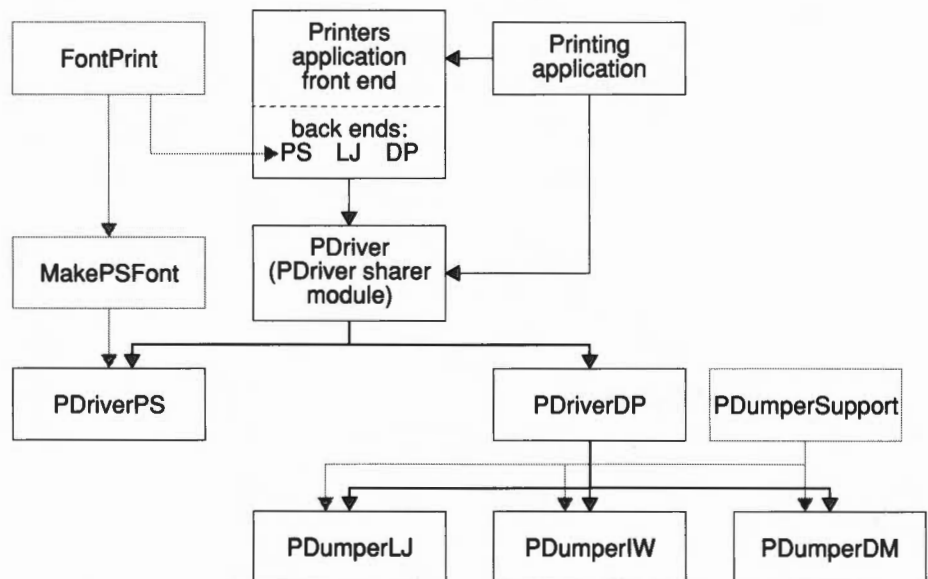 FontPrint
Printers
application
front end
back ends:
PS LJ DP
Printing
application
MakePSFont
PDriver
(PDriver sharer
module)
PDriverPS
PDriverDP
PDumperSupport
PDumperLJ
PDumperIW
PDumperDM